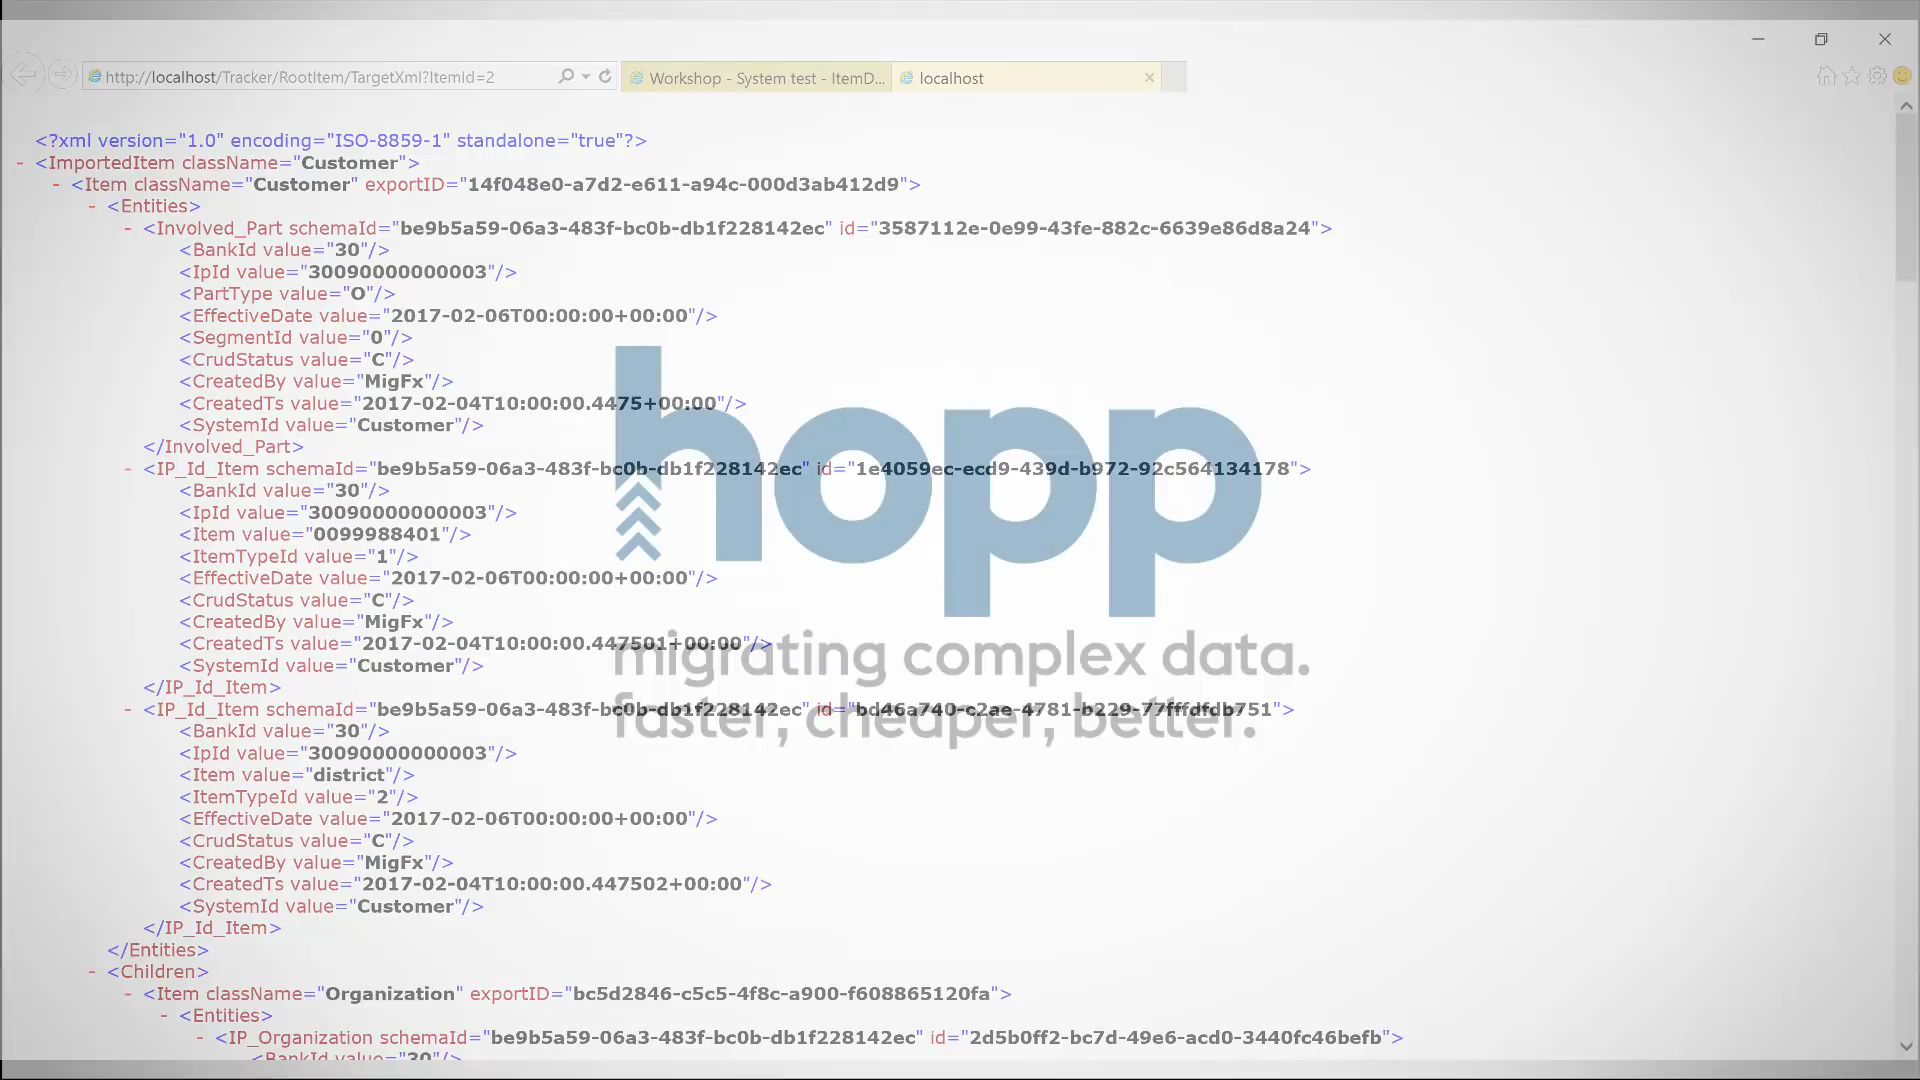 http://localhost/Tracker/RootItem/TargetXml?ItemId=2
Workshop - System test - ItemD...
localhost
<?xml version="1.0" encoding="ISO-8859-1" standalone="true"?>
- <ImportedItem className="Customer">
- <Item className="Customer" exportID="14f048e0-a7d2-e611-a94c-000d3ab412d9">
- <Entities>
- <Involved_Part schemaId="be9b5a59-06a3-483f-bc0b-db1f228142ec" id="3587112e-0e99-43fe-882c-6639e86d8a24">
<BankId value="30"/>
<IpId value="30090000000003"/>
<PartType value="O"/>
<EffectiveDate value="2017-02-06T00:00:00+00:00"/>
<SegmentId value="0"/>
<CrudStatus value="C"/>
<CreatedBy value="MigFx"/>
<CreatedTs value="2017-02-04T10:00:00.4475+00:00"/>
<SystemId value="Customer"/>
</Involved_Part>
- <IP_Id_Item schemaId="be9b5a59-06a3-483f-bc0b-db1f228142ec" id="1e4059ec-ecd9-439d-b972-92c564134178">
<BankId value="30"/>
<IpId value="30090000000003"/>
<Item value="0099988401"/>
<ItemTypeId value="1"/>
<EffectiveDate value="2017-02-06T00:00:00+00:00"/>
<CrudStatus value="C"/>
<CreatedBy value="MigFx"/>
<CreatedTs value="2017-02-04T10:00:00.447501+00:00"/>
<SystemId value="Customer"/>
</IP_Id_Item>
- <IP_Id_Item schemaId="be9b5a59-06a3-483f-bc0b-db1f228142ec" id="bd46a740-c2ae-4781-b229-77fffdfdb751">
<BankId value="30"/>
<IpId value="30090000000003"/>
<Item value="district"/>
<ItemTypeId value="2"/>
<EffectiveDate value="2017-02-06T00:00:00+00:00"/>
<CrudStatus value="C"/>
<CreatedBy value="MigFx"/>
<CreatedTs value="2017-02-04T10:00:00.447502+00:00"/>
<SystemId value="Customer"/>
</IP_Id_Item>
</Entities>
- <Children>
- <Item className="Organization" exportID="bc5d2846-c5c5-4f8c-a900-f608865120fa">
- <Entities>
- <IP_Organization schemaId="be9b5a59-06a3-483f-bc0b-db1f228142ec" id="2d5b0ff2-bc7d-49e6-acd0-3440fc46befb">
<BankId value="30"/>
hopp
migrating complex data.
faster, cheaper, better.